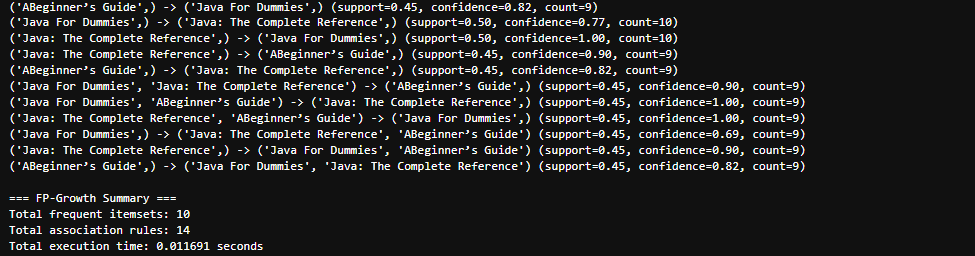 ('ABeginner’s Guide',) -> ('Java For Dummies',) (support=0.45, confidence=0.82, count=9)
('Java For Dummies',) -> ('Java: The Complete Reference',) (support=0.50, confidence=0.77, count=10)
('Java: The Complete Reference',) -> ('Java For Dummies',) (support=0.50, confidence=1.00, count=10)
('Java: The Complete Reference',) -> ('ABeginner’s Guide',) (support=0.45, confidence=0.90, count=9)
('ABeginner’s Guide',) -> ('Java: The Complete Reference',) (support=0.45, confidence=0.82, count=9)
('Java For Dummies', 'Java: The Complete Reference') -> ('ABeginner’s Guide',) (support=0.45, confidence=0.90, count=9)
('Java For Dummies', 'ABeginner’s Guide') -> ('Java: The Complete Reference',) (support=0.45, confidence=1.00, count=9)
('Java: The Complete Reference', 'ABeginner’s Guide') -> ('Java For Dummies',) (support=0.45, confidence=1.00, count=9)
('Java For Dummies',) -> ('Java: The Complete Reference', 'ABeginner’s Guide') (support=0.45, confidence=0.69, count=9)
('Java: The Complete Reference',) -> ('Java For Dummies', 'ABeginner’s Guide') (support=0.45, confidence=0.90, count=9)
('ABeginner’s Guide',) -> ('Java For Dummies', 'Java: The Complete Reference') (support=0.45, confidence=0.82, count=9)
=== FP-Growth Summary ===
Total frequent itemsets: 10
Total association rules: 14
Total execution time: 0.011691 seconds